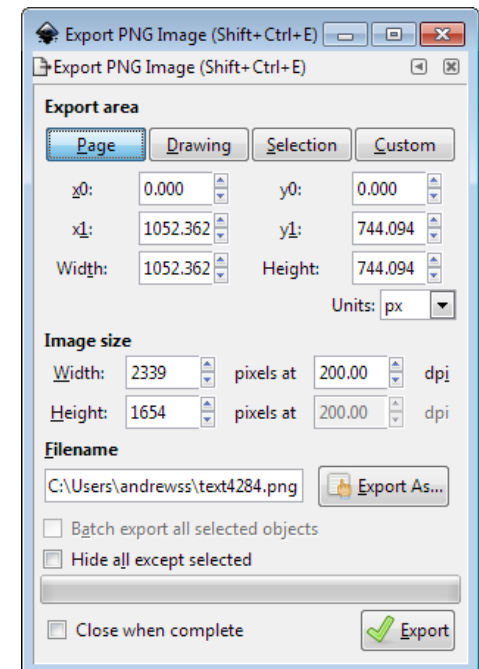 Export PNG Image (Shift+Ctrl+E)
Export PNG Image (Shift+Ctrl+E)
Export area
Page Drawing Selection Custom
x0: 0.000 y0: 0.000
x1: 1052.362 y1: 744.094
Width: 1052.362 Height: 744.094
Units: px
Image size
Width: 2339 pixels at 200.00 dpi
Height: 1654 pixels at 200.00 dpi
Filename
C:\Users\andrewss\text4284.png Export As...
Batch export all selected objects
Hide all except selected
Close when complete Export